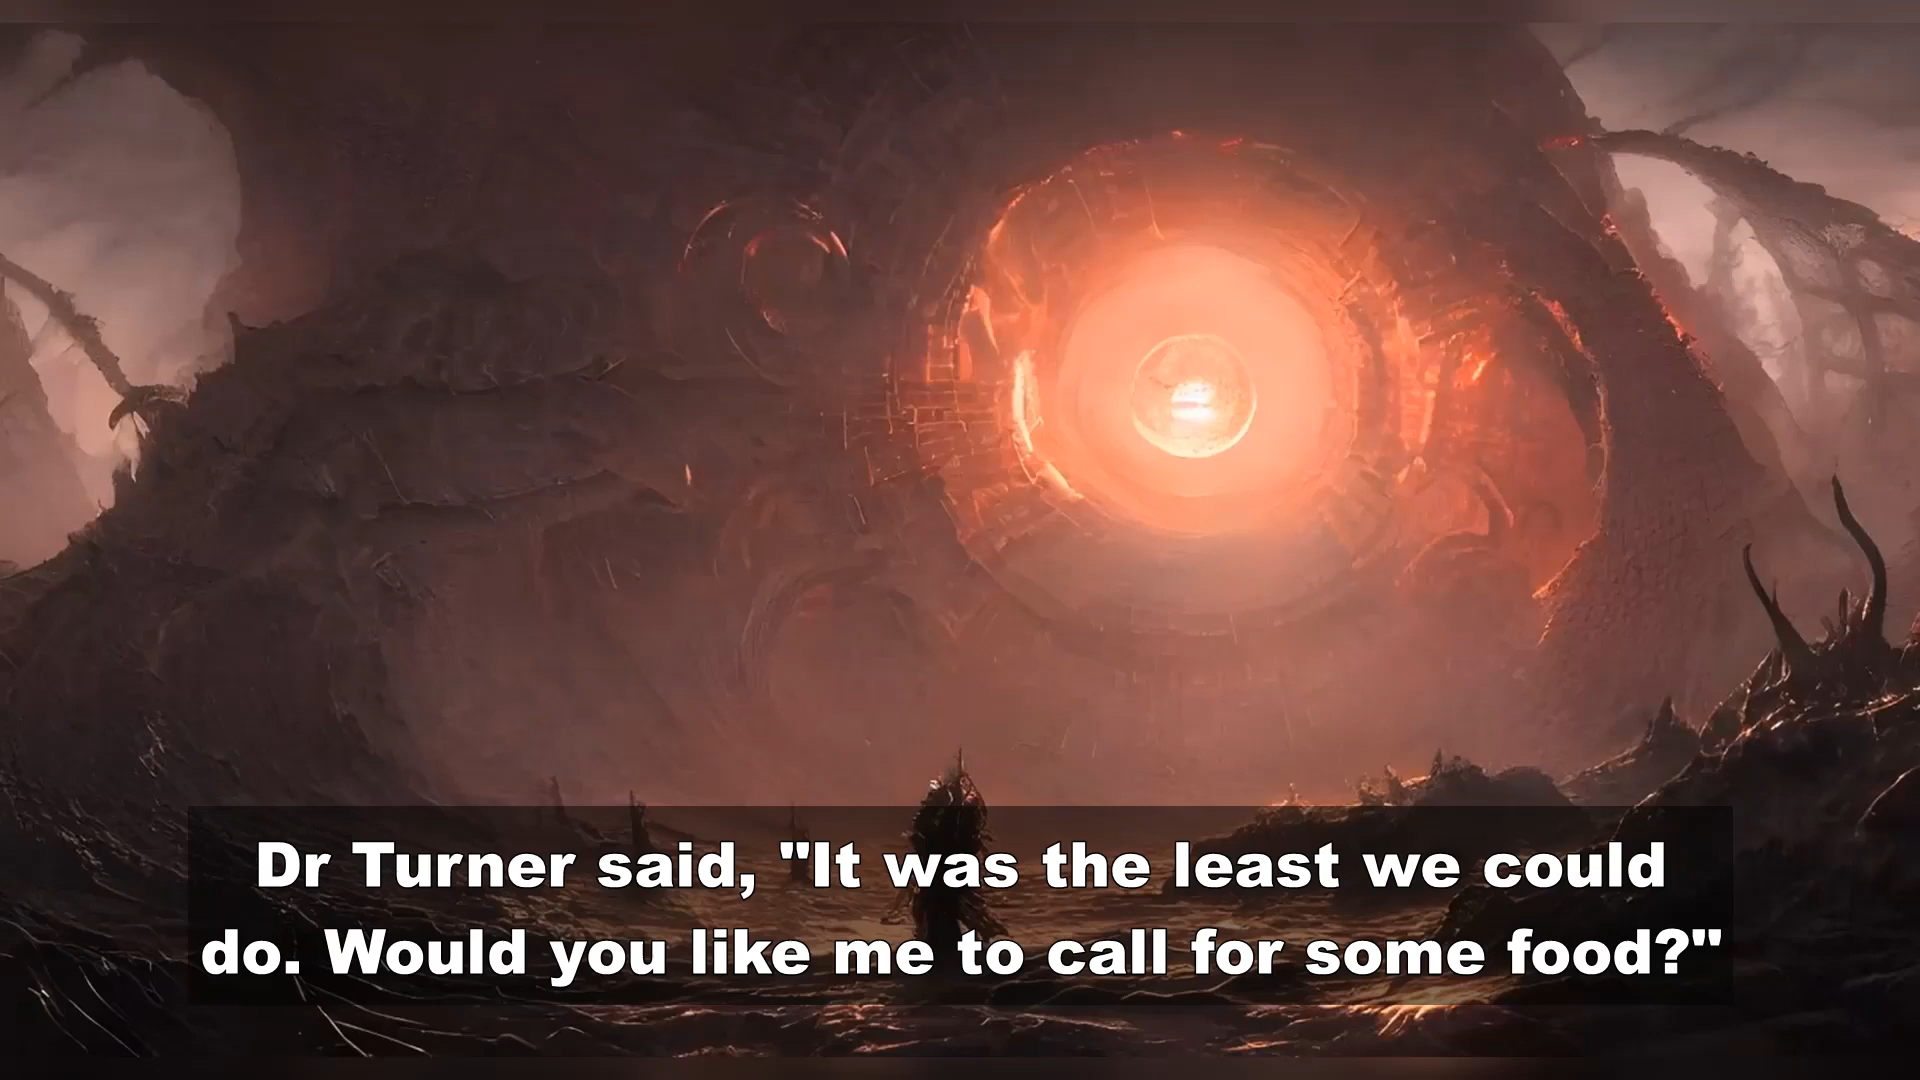 Dr Turner said, "It was the least we could
do. Would you like me to call for some food?"